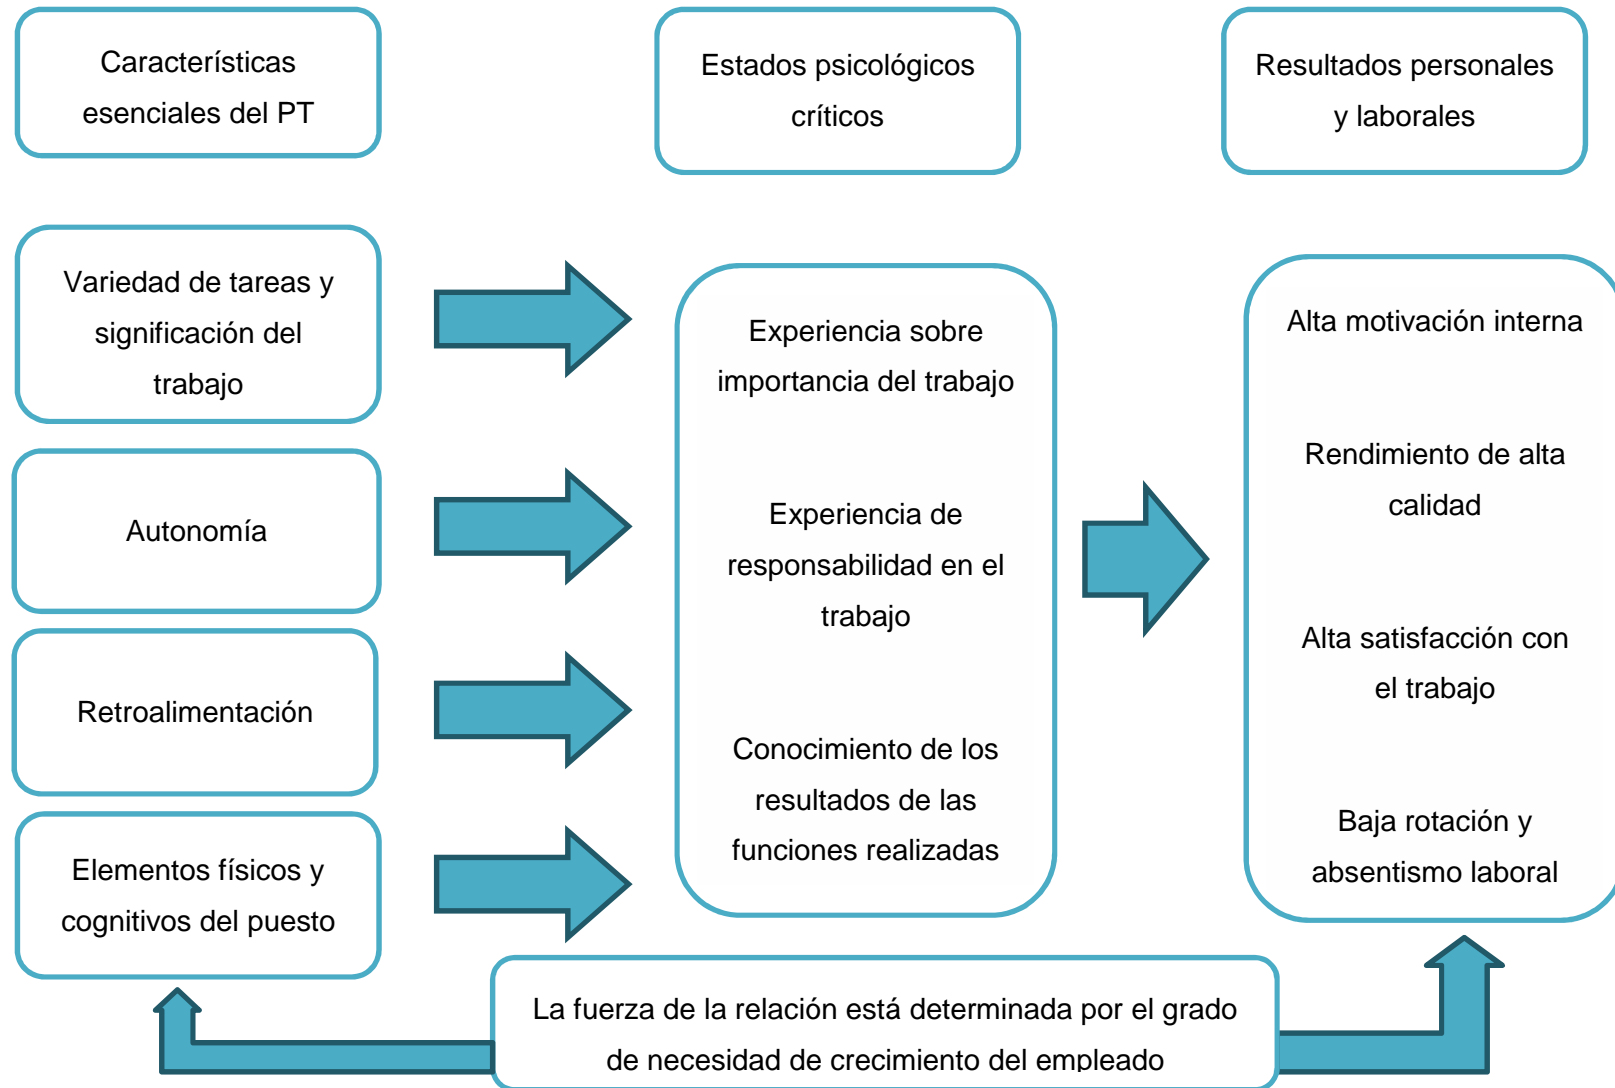 Características
esenciales del PT
Estados psicológicos
críticos
Resultados personales
y laborales
Variedad de tareas y
significación del
trabajo
Autonomía
Retroalimentación
Elementos físicos y
cognitivos del puesto
Experiencia sobre
importancia del trabajo
Experiencia de
responsabilidad en el
trabajo
Conocimiento de los
resultados de las
funciones realizadas
Alta motivación interna
Rendimiento de alta
calidad
Alta satisfacción con
el trabajo
Baja rotación y
absentismo laboral
La fuerza de la relación está determinada por el grado
de necesidad de crecimiento del empleado